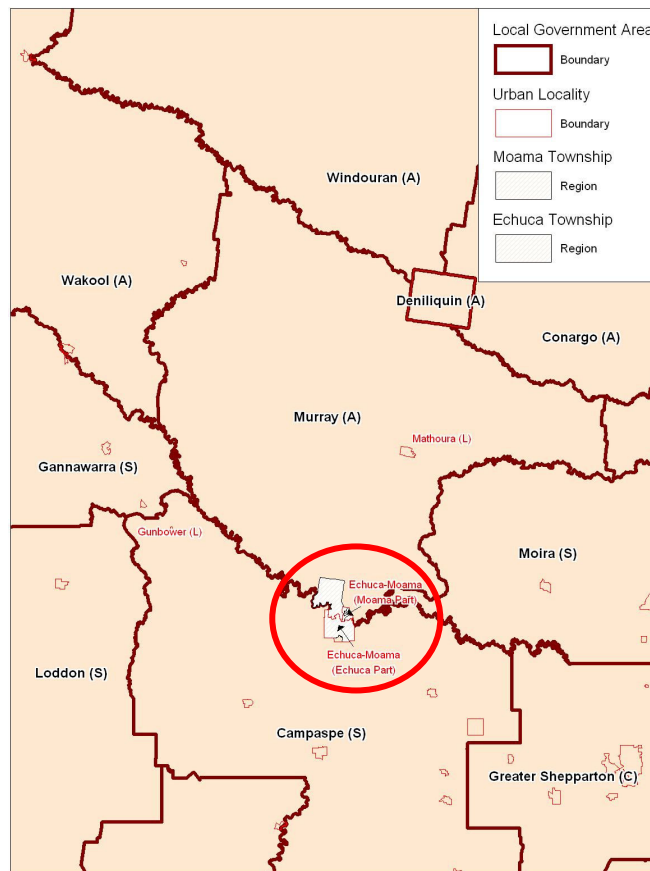 Local Government Area
Boundary
Urban Locality
Boundary
Moama Township
Region
Echuca Township
Region
Windouran (A)
Wakool (A)
Deniliquin (A)
Conargo (A)
Murray (A)
Mathoura (L)
Gannawarra (S)
Gunbower (L)
Moira (S)
Echuca-Moama
(Moama Part)
Echuca-Moama
(Echuca Part)
Loddon (S)
Campaspe (S)
Greater Shepparton (C)